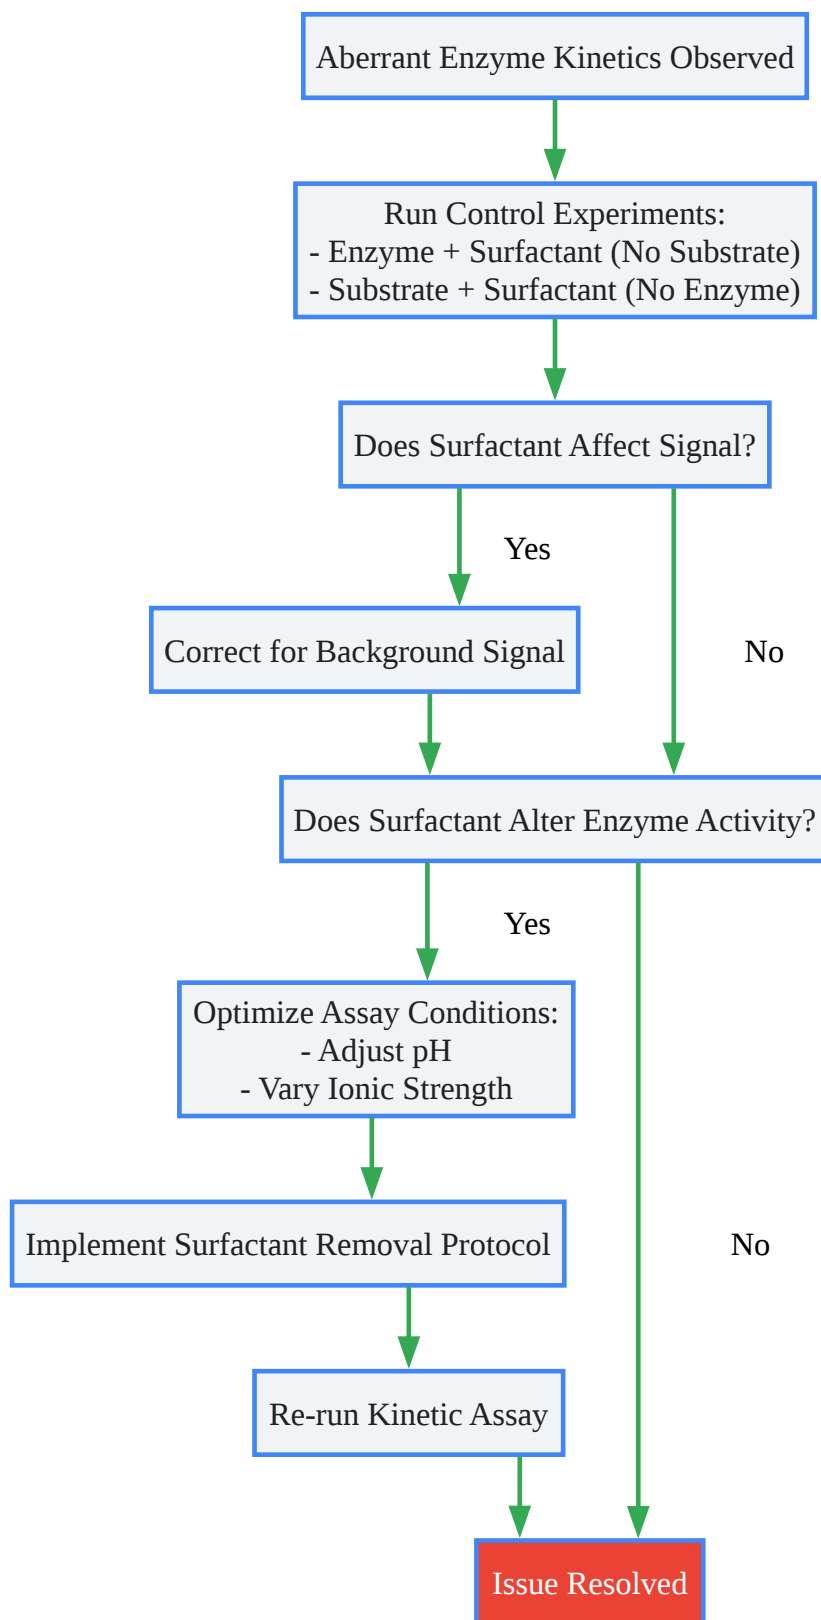 Aberrant Enzyme Kinetics Observed
Run Control Experiments:
- Enzyme + Surfactant (No Substrate)
- Substrate + Surfactant (No Enzyme)
Does Surfactant Affect Signal?
Yes
Correct for Background Signal
No
Does Surfactant Alter Enzyme Activity?
Yes
Optimize Assay Conditions:
- Adjust pH
- Vary Ionic Strength
Implement Surfactant Removal Protocol
No
Re-run Kinetic Assay
Issue Resolved